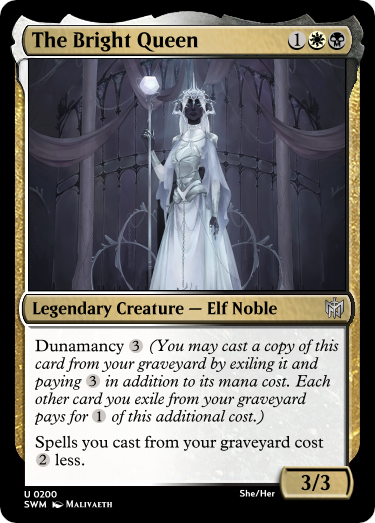 The Bright Queen 1
Legendary Creature — Elf Noble
Dunamancy 3 (You may cast a copy of this
card from your graveyard by exiling it and
paying 3 in addition to its mana cost. Each
other card you exile from your graveyard
pays for 1 of this additional cost.)
Spells you cast from your graveyard cost
2 less.
3/3
U 0200
SWM Malivaeth
She/Her